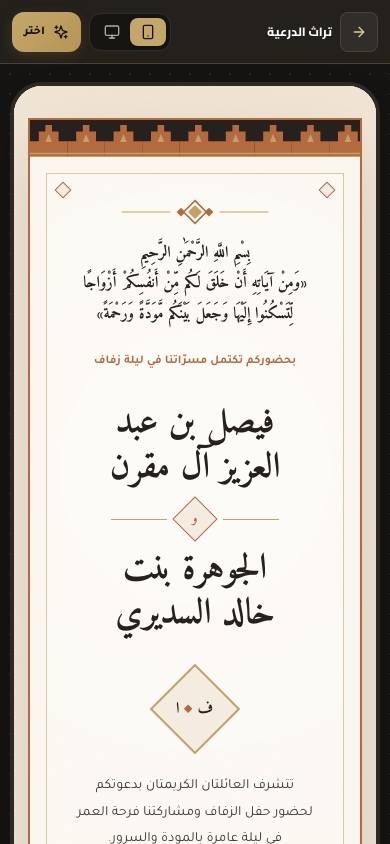 تراث الدرعية
اختر
بِسْمِ اللَّهِ الرَّحْمَٰنِ الرَّحِيمِ
«وَمِنْ آيَاتِهِ أَنْ خَلَقَ لَكُم مِّنْ أَنفُسِكُمْ أَزْوَاجًا
لِّتَسْكُنُوا إِلَيْهَا وَجَعَلَ بَيْنَكُم مَّوَدَّةً وَرَحْمَةً»
بحضوركم تكتمل مسرّاتنا في ليلة زفاف
فيصل بن عبد
العزيز آل مقرن
و
الجوهرة بنت
خالد السديري
ف ا
تتشرف العائلتان الكريمتان بدعوتكم
لحضور حفل الزفاف ومشاركتنا فرحة العمر
في ليلة عامرة بالمودة والسرور.